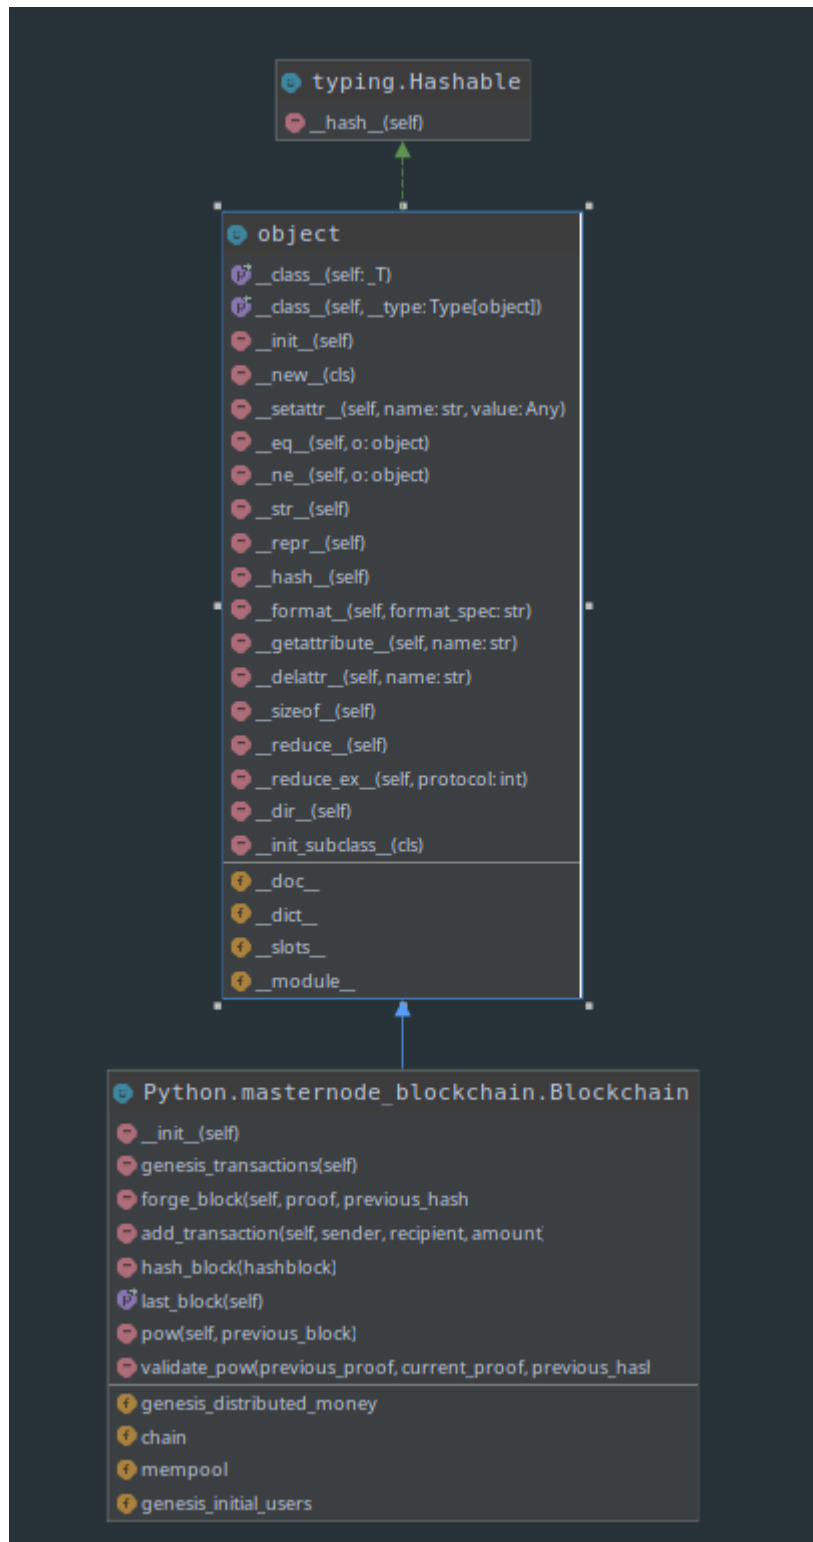 typing.Hashable
__hash__(self)
object
__class__(self: _T)
__class__(self, __type: Type[object])
__init__(self)
__new__(cls)
__setattr__(self, name: str, value: Any)
__eq__(self, o: object)
__ne__(self, o: object)
__str__(self)
__repr__(self)
__hash__(self)
__format__(self, format_spec: str)
__getattribute__(self, name: str)
__delattr__(self, name: str)
__sizeof__(self)
__reduce__(self)
__reduce_ex__(self, protocol: int)
__dir__(self)
__init_subclass__(cls)
__doc__
__dict__
__slots__
__module__
Python.masternode_blockchain.Blockchain
__init__(self)
genesis_transactions(self)
forge_block(self, proof, previous_hash
add_transaction(self, sender, recipient, amount
hash_block(hashblock)
last_block(self)
pow(self, previous_block)
validate_pow(previous_proof, current_proof, previous_hasl
genesis_distributed_money
chain
mempool
genesis_initial_users